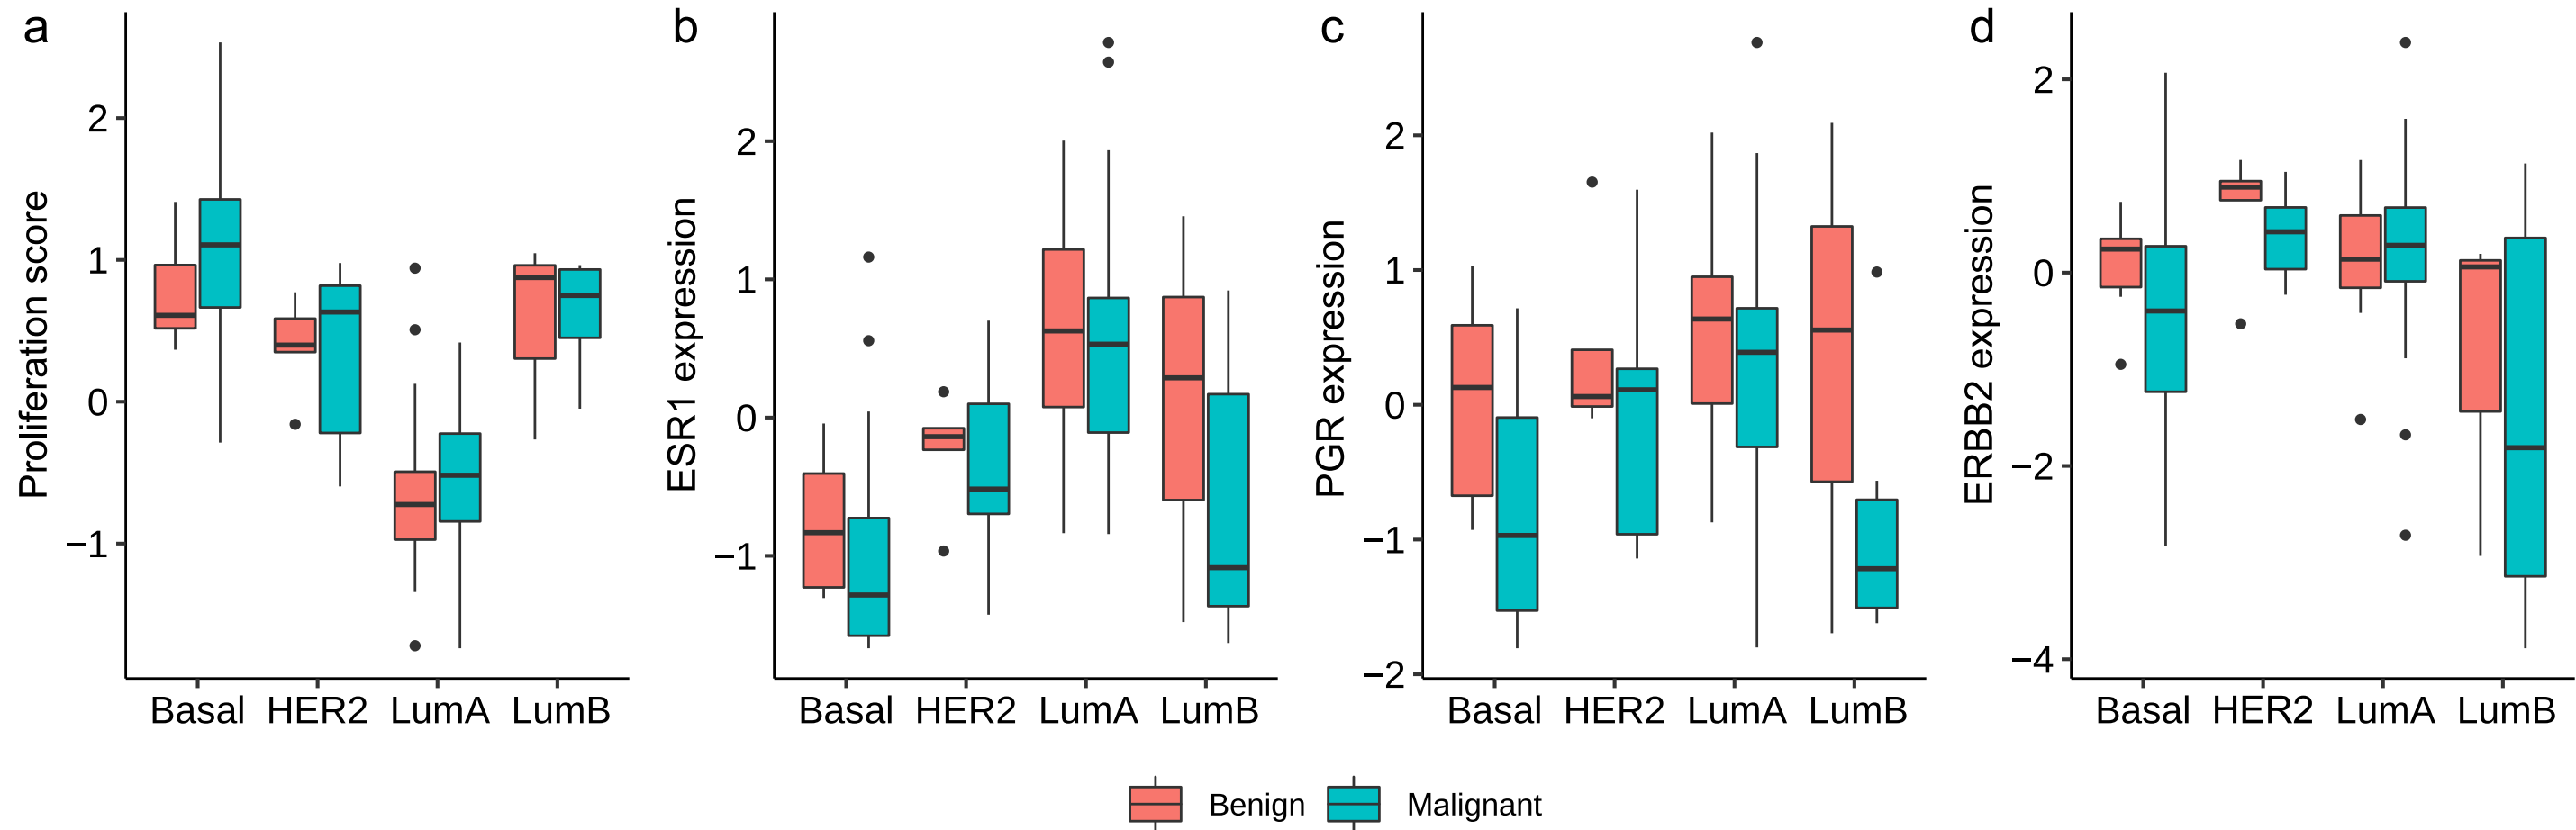 a
Proliferation score
2
1
0
−1
Basal HER2 LumA LumB
b
ESR1 expression
2
1
0
−1
Basal HER2 LumA LumB
c
PGR expression
2
1
0
−1
−2
Basal HER2 LumA LumB
d
ERBB2 expression
2
0
−2
−4
Basal HER2 LumA LumB
Benign Malignant